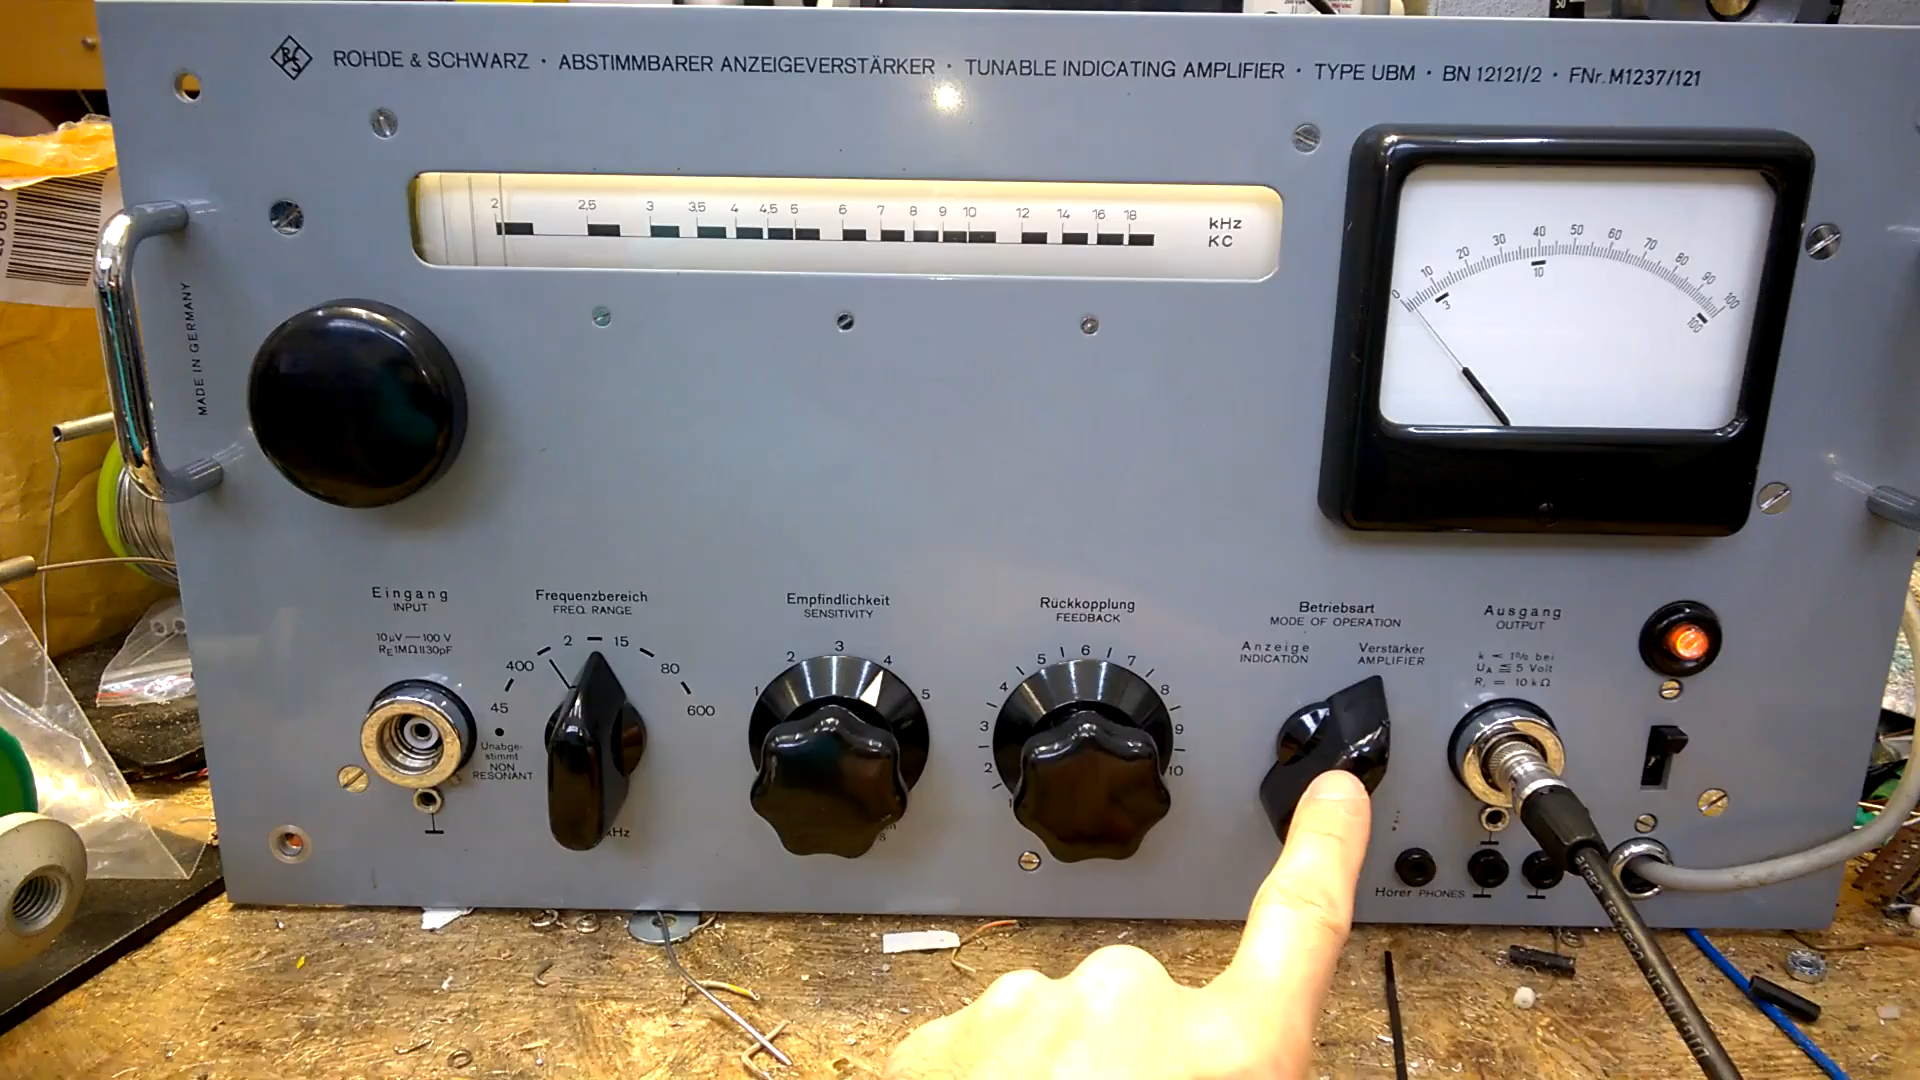 R&S
ROHDE & SCHWARZ · ABSTIMMBARER ANZEIGEVERSTÄRKER · TUNABLE INDICATING AMPLIFIER · TYPE UBM · BN 12121/2 · FNr. M1237/121
2 2,5 3 3,5 4 4,5 5 6 7 8 9 10 12 14 16 18
kHz
KC
0 10 20 30 40 50 60 70 80 90 100
3 10 100
MADE IN GERMANY
Eingang
INPUT
10µV — 100 V
RE 1MΩ II 30pF
Frequenzbereich
FREQ. RANGE
2 15
400 80
45 600
Unabge-
stimmt
NON
RESONANT
kHz
Empfindlichkeit
SENSITIVITY
1 2 3 4 5
Rückkopplung
FEEDBACK
1 2 3 4 5 6 7 8 9 10
Betriebsart
MODE OF OPERATION
Anzeige
INDICATION
Verstärker
AMPLIFIER
Ausgang
OUTPUT
k < 1% bei
UA ≦ 5 Volt
Ri = 10 kΩ
Hörer PHONES